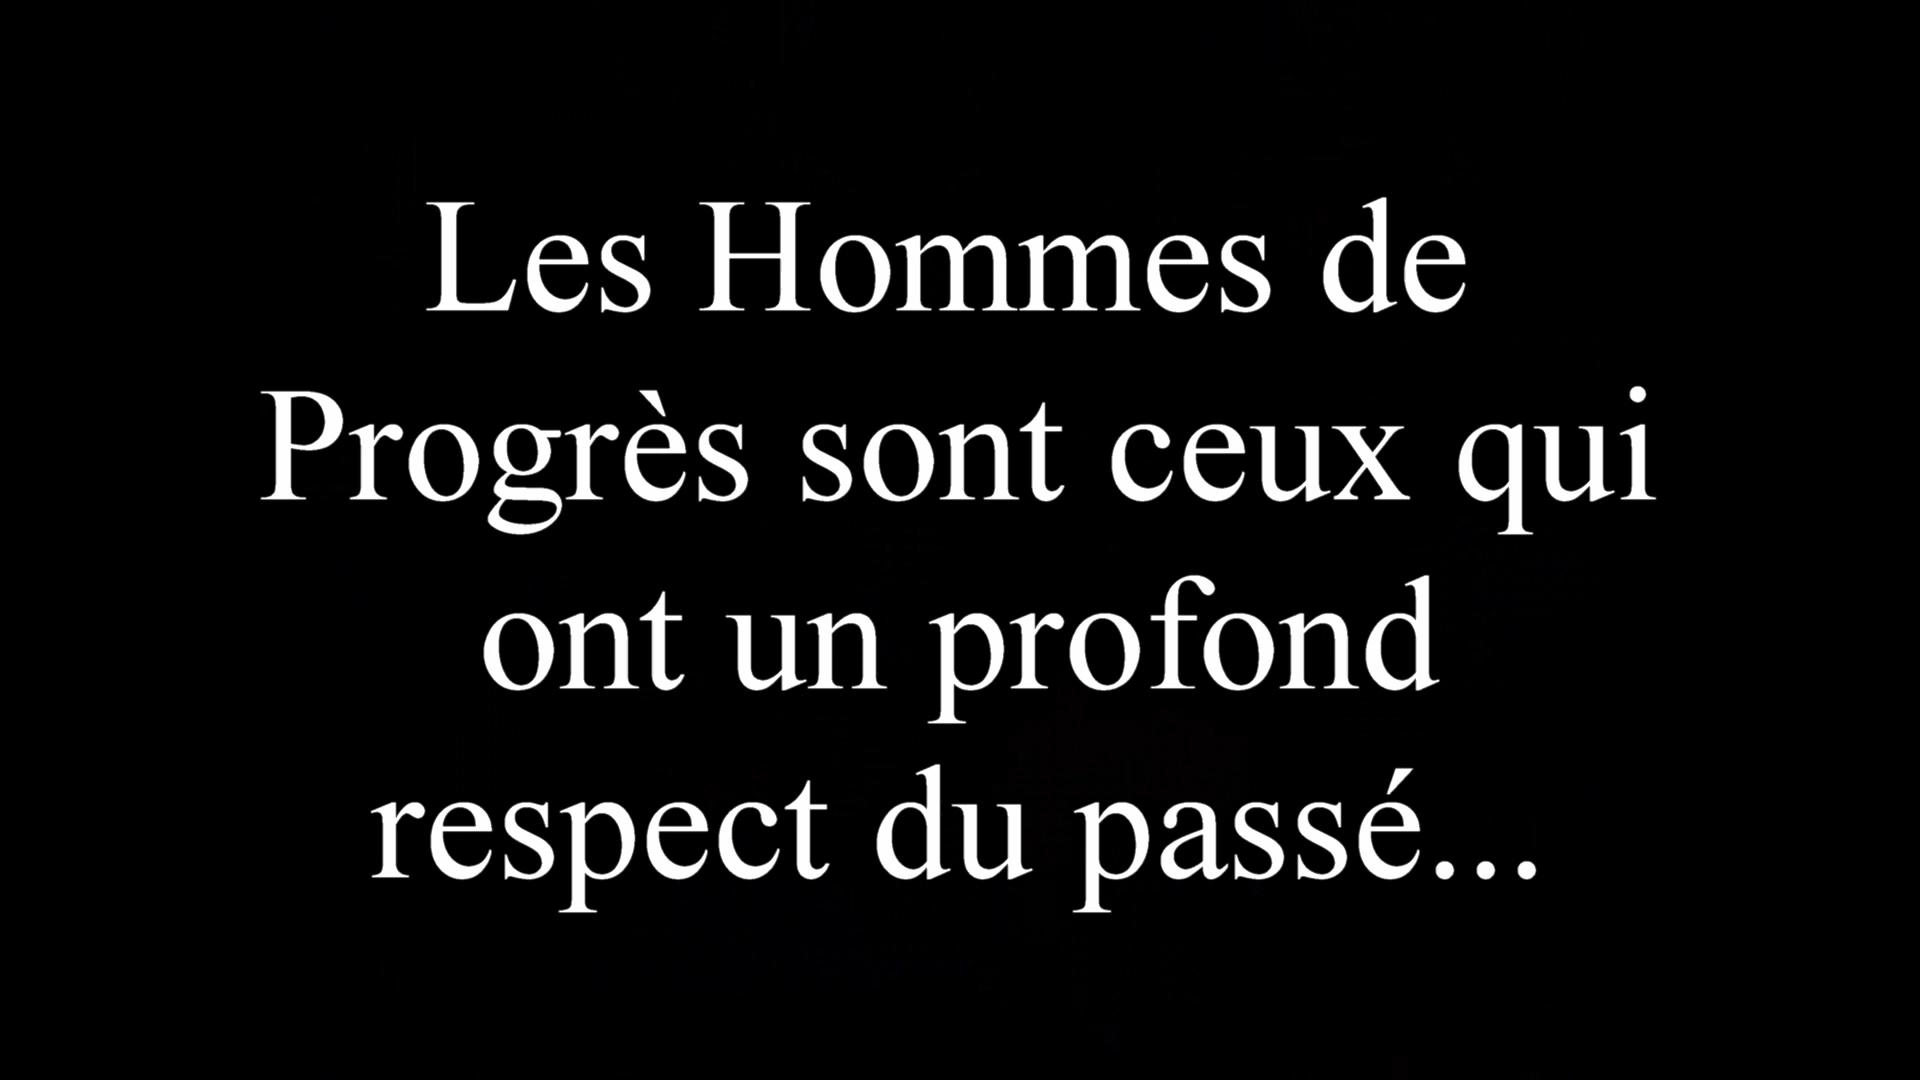 Les Hommes de
Progrès sont ceux qui
ont un profond
respect du passé...